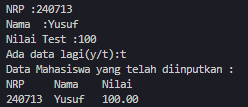 NRP :240713
Nama  :Yusuf
Nilai Test :100
Ada data lagi(y/t):t
Data Mahasiswa yang telah diinputkan :
NRP     Nama    Nilai
240713  Yusuf   100.00